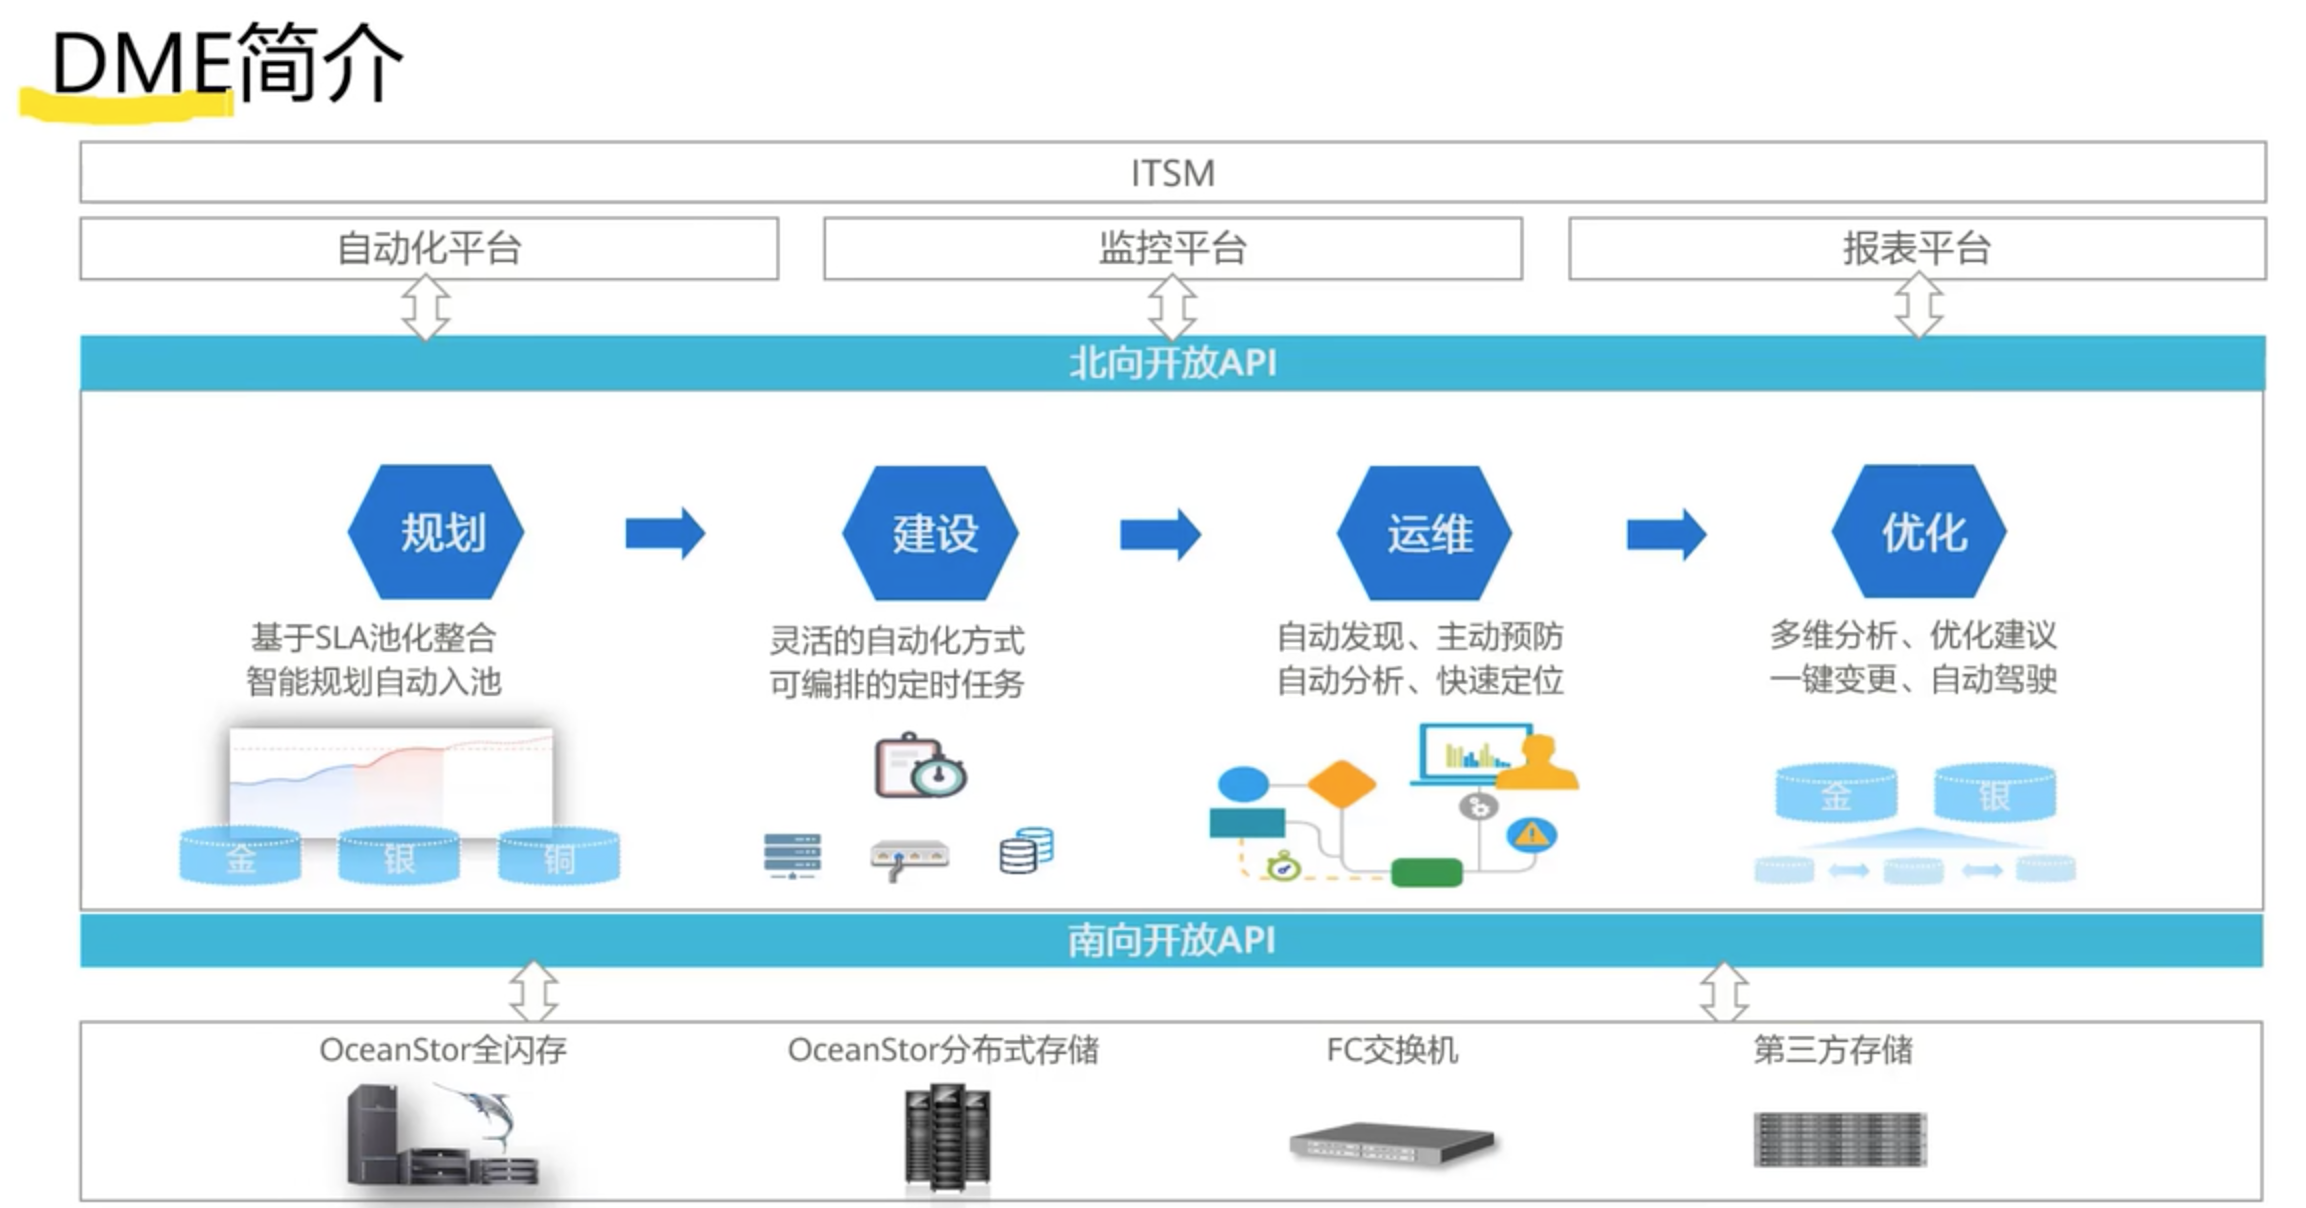 DME简介
ITSM
自动化平台
监控平台
报表平台
北向开放API
规划
建设
运维
优化
基于SLA池化整合
智能规划自动入池
灵活的自动化方式
可编排的定时任务
自动发现、主动预防
自动分析、快速定位
多维分析、优化建议
一键变更、自动驾驶
金
银
铜
金
银
南向开放API
OceanStor全闪存
OceanStor分布式存储
FC交换机
第三方存储